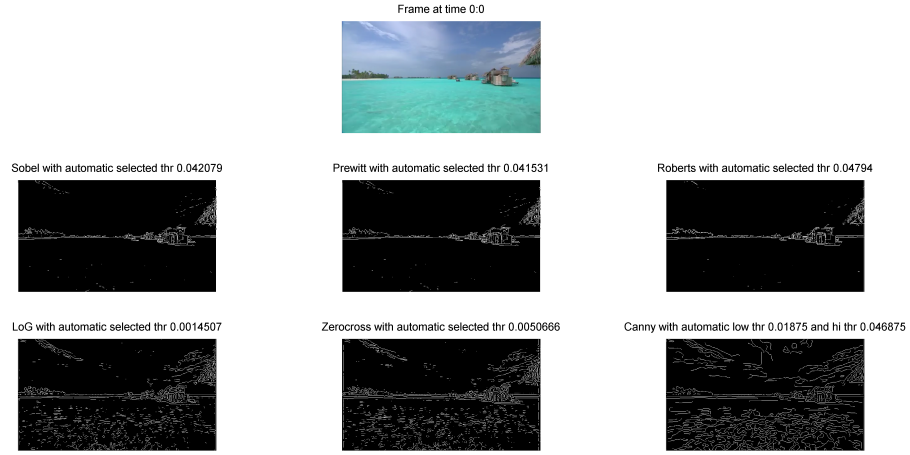 Frame at time 0:0
Sobel with automatic selected thr 0.042079
Prewitt with automatic selected thr 0.041531
Roberts with automatic selected thr 0.04794
LoG with automatic selected thr 0.0014507
Zerocross with automatic selected thr 0.0050666
Canny with automatic low thr 0.01875 and hi thr 0.046875